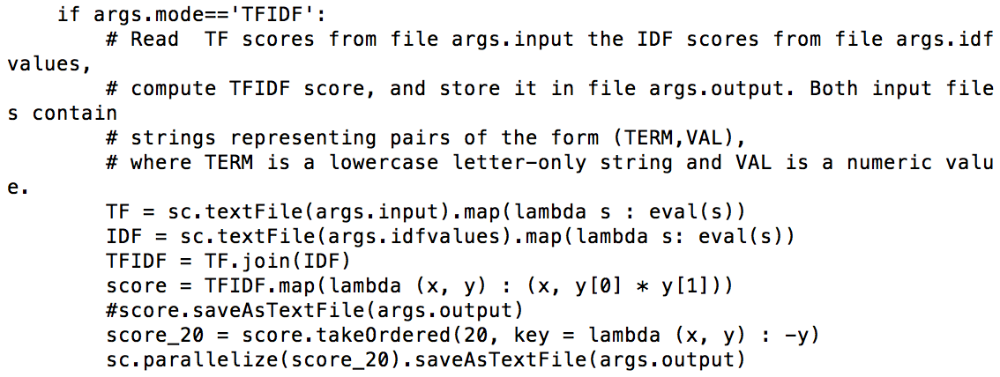 if args.mode=='TFIDF':
        # Read  TF scores from file args.input the IDF scores from file args.idf
values,
        # compute TFIDF score, and store it in file args.output. Both input file
s contain
        # strings representing pairs of the form (TERM,VAL),
        # where TERM is a lowercase letter-only string and VAL is a numeric valu
e.
        TF = sc.textFile(args.input).map(lambda s : eval(s))
        IDF = sc.textFile(args.idfvalues).map(lambda s: eval(s))
        TFIDF = TF.join(IDF)
        score = TFIDF.map(lambda (x, y) : (x, y[0] * y[1]))
        #score.saveAsTextFile(args.output)
        score_20 = score.takeOrdered(20, key = lambda (x, y) : -y)
        sc.parallelize(score_20).saveAsTextFile(args.output)